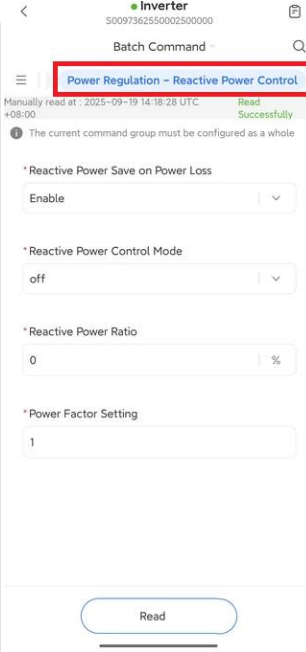 Inverter
S0097362550002500000
Batch Command
Power Regulation – Reactive Power Control
Manually read at : 2025-09-19 14:18:28 UTC +08:00
Read Successfully
The current command group must be configured as a whole
*Reactive Power Save on Power Loss
Enable
*Reactive Power Control Mode
off
*Reactive Power Ratio
0 %
*Power Factor Setting
1
Read